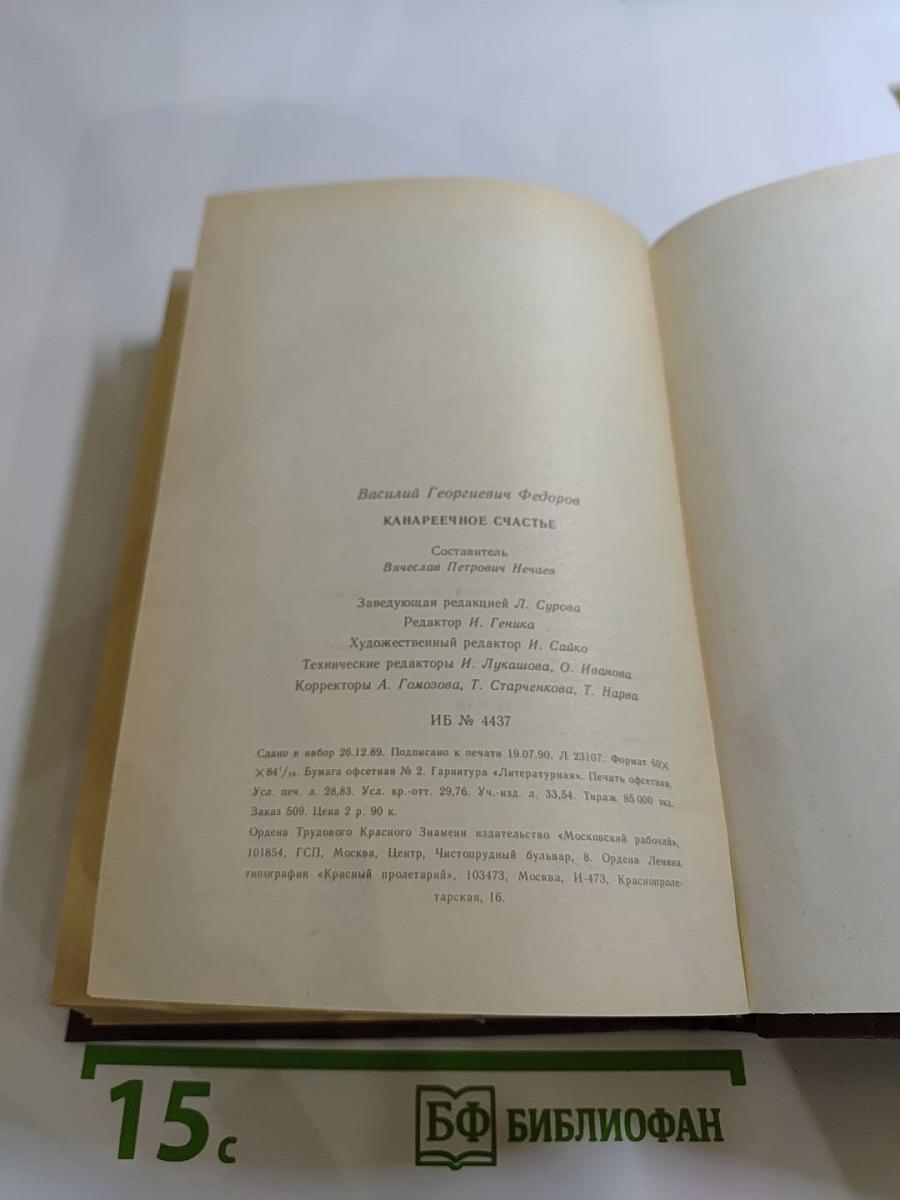 Василий Георгиевич Федоров
КАНАРЕЕЧНОЕ СЧАСТЬЕ
Составитель
Вячеслав Петрович Нечаев
Заведующая редакцией Л. Сурова
Редактор И. Геника
Художественный редактор И. Сайко
Технические редакторы И. Лукашова, О. Иванова
Корректоры А. Гомозова, Т. Старченкова, Т. Нарва
ИБ № 4437
Сдано в набор 26.12.89. Подписано к печати 19.07.90. Л 23107. Формат 60×
×84¹/₁₆. Бумага офсетная № 2. Гарнитура «Литературная». Печать офсетная.
Усл. печ. л. 28,83. Усл. кр.-отт. 29,76. Уч.-изд. л. 33,54. Тираж 85 000 экз.
Заказ 509. Цена 2 р. 90 к.
Ордена Трудового Красного Знамени издательство «Московский рабочий»,
101854, ГСП, Москва, Центр, Чистопрудный бульвар, 8. Ордена Ленина
типография «Красный пролетарий», 103473, Москва, И-473, Краснопроле-
тарская, 16.
15 с
БФ БИБЛИОФАН